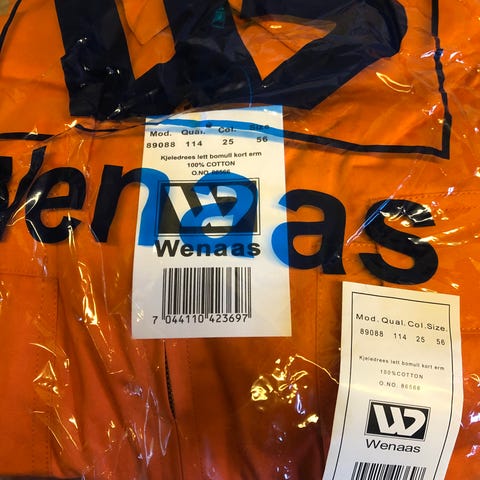 Wenaas
Mod. Qual. Col. Size
89088 114 25 56
Kjeledrees lett bomull kort erm
100% COTTON
O.NO. 86566
W
Wenaas
7 044110 423697
Mod. Qual. Col. Size.
89088 114 25 56
Kjeledrees lett bomull kort erm
100% COTTON
O.NO. 86566
W
Wenaas